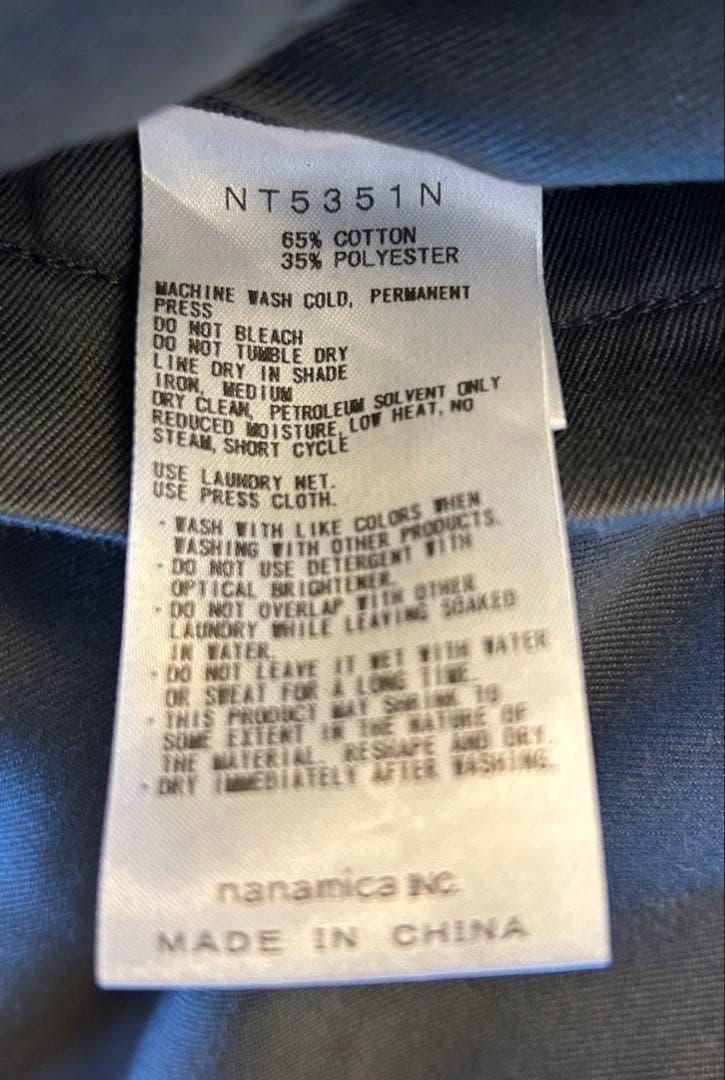 NT5351N
65% COTTON
35% POLYESTER
MACHINE WASH COLD, PERMANENT
PRESS
DO NOT BLEACH
DO NOT TUMBLE DRY
LINE DRY IN SHADE
IRON, MEDIUM
DRY CLEAN, PETROLEUM SOLVENT ONLY
REDUCED MOISTURE, LOW HEAT, NO
STEAM, SHORT CYCLE
USE LAUNDRY NET.
USE PRESS CLOTH.
・WASH WITH LIKE COLORS WHEN
WASHING WITH OTHER PRODUCTS.
・DO NOT USE DETERGENT WITH
OPTICAL BRIGHTENER.
・DO NOT OVERLAP WITH OTHER
LAUNDRY WHILE LEAVING SOAKED
IN WATER.
・DO NOT LEAVE IT WET WITH WATER
OR SWEAT FOR A LONG TIME.
・THIS PRODUCT MAY SHRINK TO
SOME EXTENT IN THE NATURE OF
THE MATERIAL. RESHAPE AND DRY.
・DRY IMMEDIATELY AFTER WASHING.
nanamica INC.
MADE IN CHINA